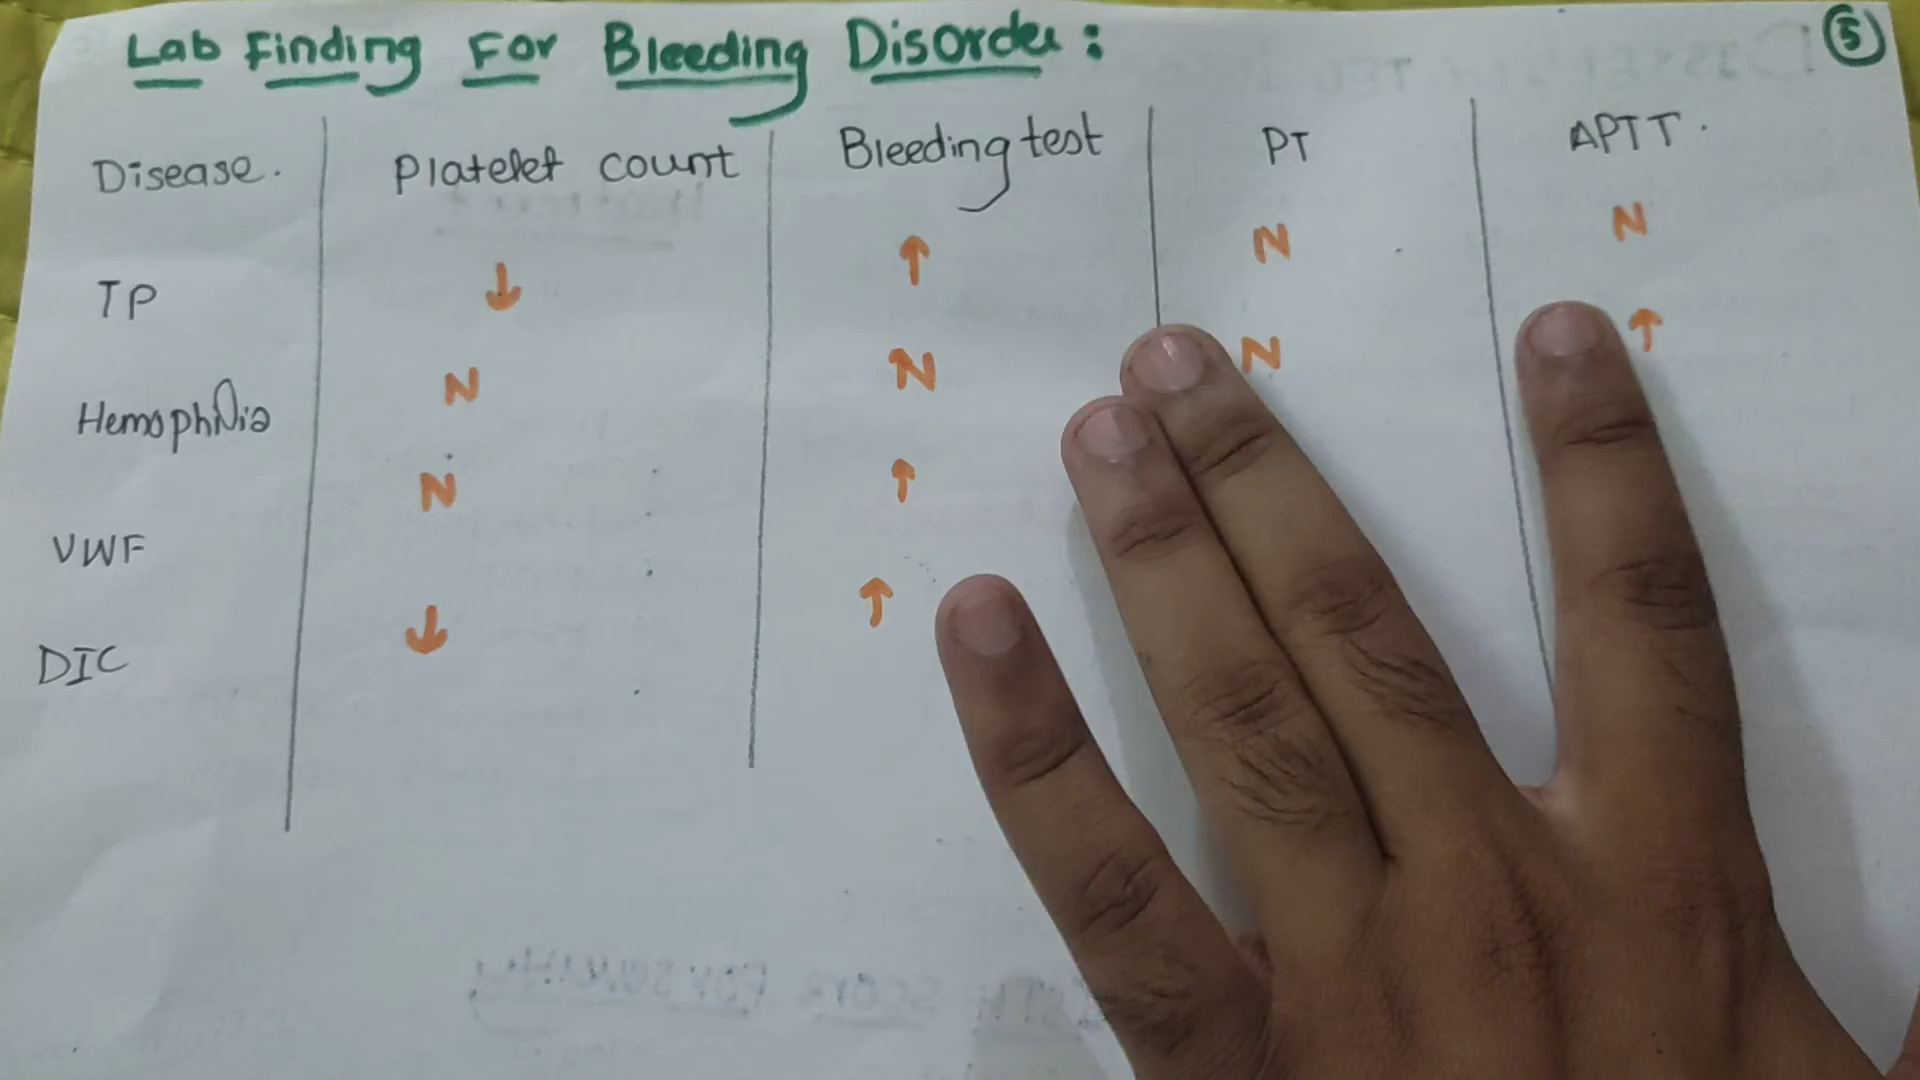 Lab Finding For Bleeding Disorder: 5
Disease. Platelet count Bleeding test PT APTT.
TP ↓ ↑ N N
Hemophilia N N N ↑
VWF N ↑
DIC ↓ ↑